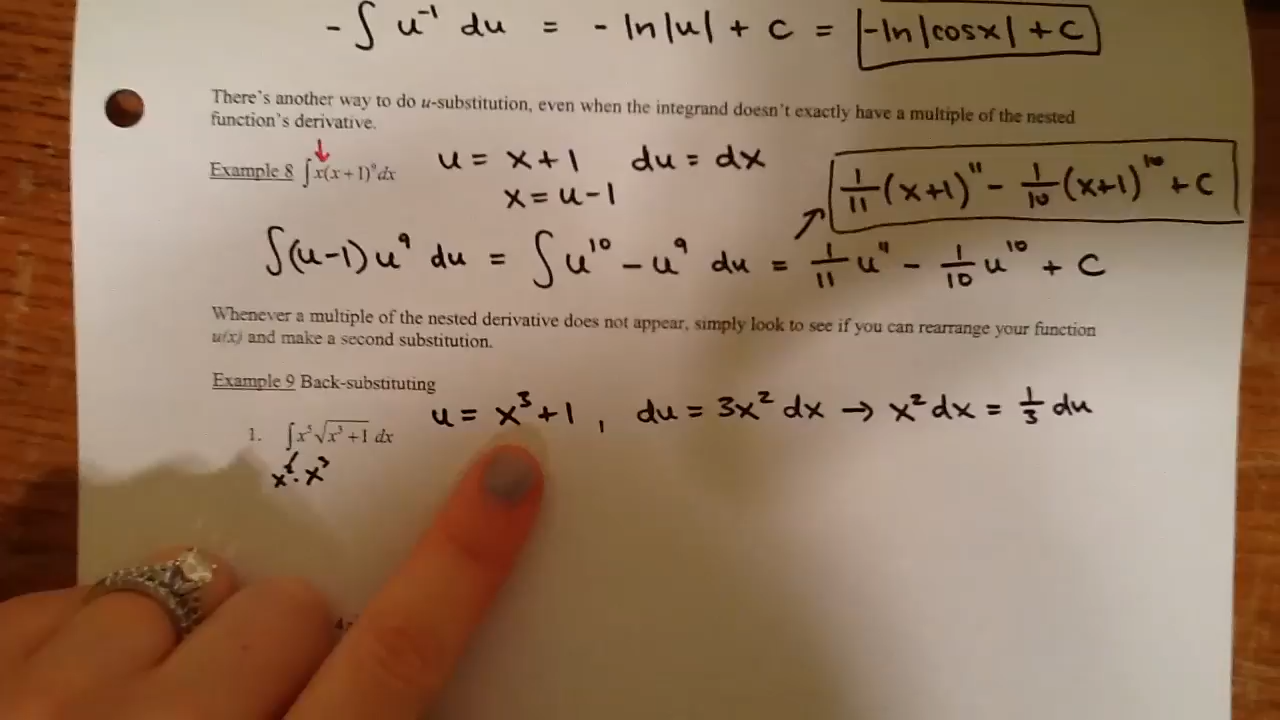 -∫ u⁻¹ du = -ln|u| + c = -ln|cosx| + c
There's another way to do u-substitution, even when the integrand doesn't exactly have a multiple of the nested
function's derivative.
Example 8 ∫x(x+1)⁹dx u = x+1 du = dx
x = u-1
1/11(x+1)¹¹ - 1/10(x+1)¹⁰ + c
∫(u-1)u⁹ du = ∫u¹⁰ - u⁹ du = 1/11 u¹¹ - 1/10 u¹⁰ + c
Whenever a multiple of the nested derivative does not appear, simply look to see if you can rearrange your function
u(x) and make a second substitution.
Example 9 Back-substituting
u = x³+1, du = 3x² dx → x²dx = 1/3 du
1. ∫x⁵√x³+1 dx
x²·x³